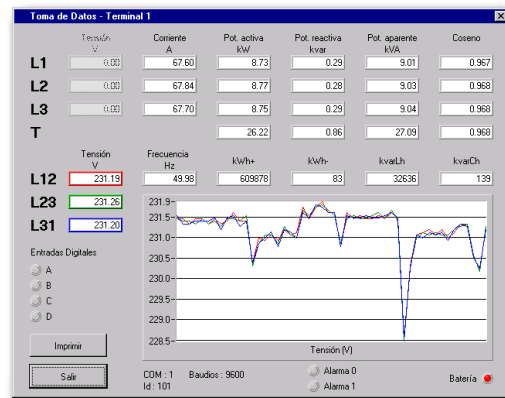 Toma de Datos - Terminal 1
Tensión V Corriente A Pot. activa kW Pot. reactiva kvar Pot. aparente kVA Coseno
L1 0.00 67.60 8.73 0.29 9.01 0.967
L2 0.00 67.84 8.77 0.28 9.03 0.968
L3 0.00 67.70 8.75 0.29 9.04 0.968
T 26.22 0.86 27.09 0.968
Tensión V Frecuencia Hz kWh+ kWh- kvarLh kvarCh
L12 231.19 49.98 609878 83 32636 139
L23 231.26
L31 231.20
231.9
231.5
231.0
230.5
230.0
229.5
229.0
228.5
Tensión (V)
Entradas Digitales
A
B
C
D
Imprimir
Salir
COM : 1 Baudios : 9600
Id : 101
Alarma 0
Alarma 1
Batería